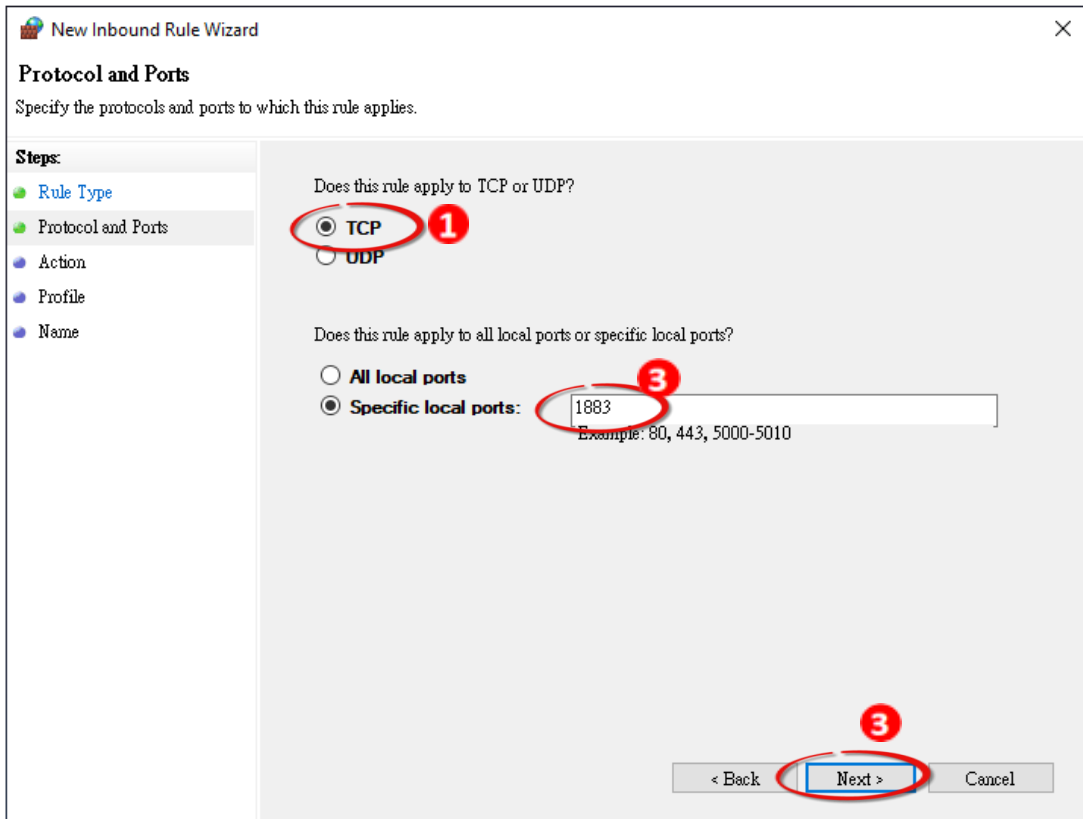 New Inbound Rule Wizard
Protocol and Ports
Specify the protocols and ports to which this rule applies.
Steps:
Rule Type
Protocol and Ports
Action
Profile
Name
Does this rule apply to TCP or UDP?
TCP
1
UDP
Does this rule apply to all local ports or specific local ports?
All local ports
3
Specific local ports:
1883
Example: 80, 443, 5000-5010
3
< Back
Next >
Cancel